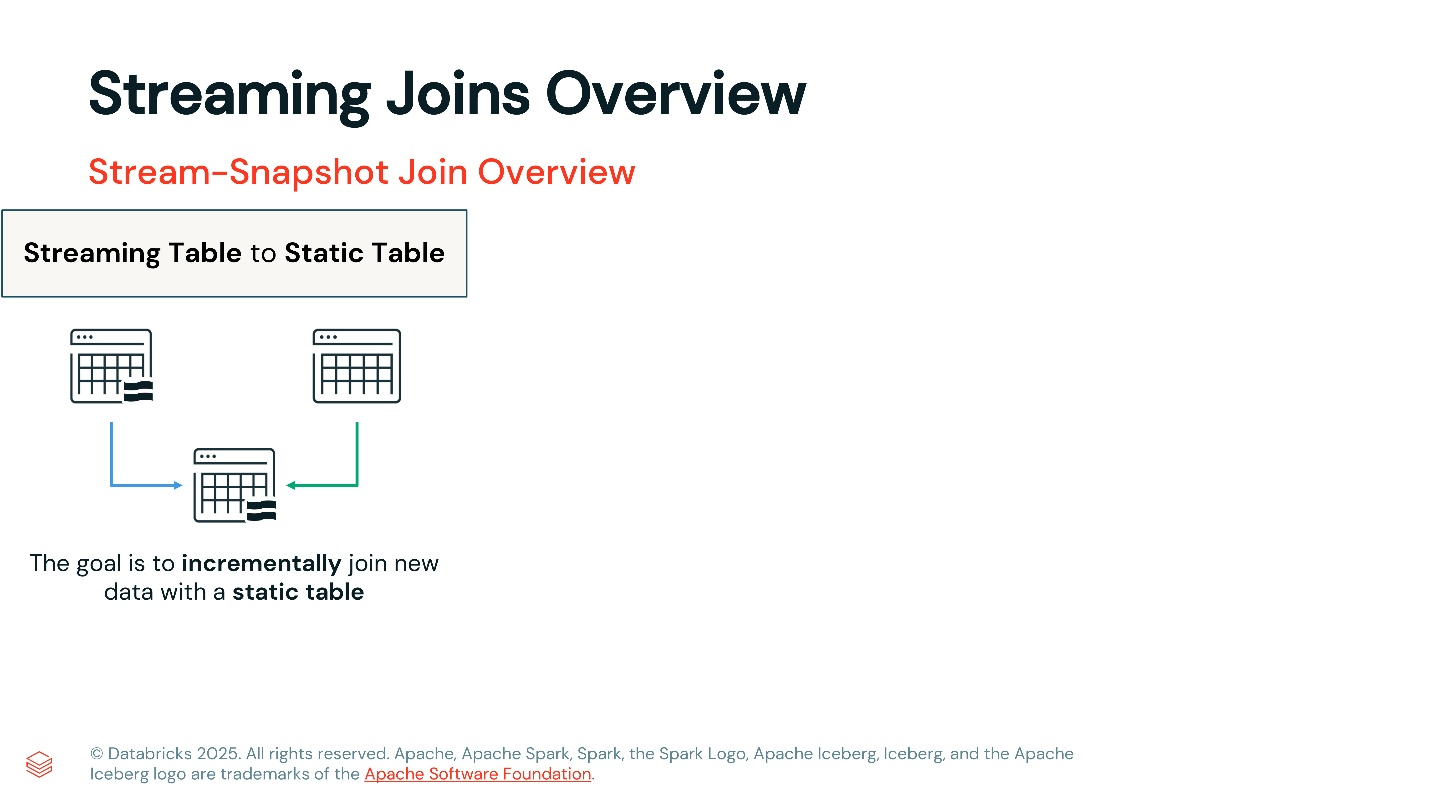 Streaming Joins Overview
Stream-Snapshot Join Overview
Streaming Table to Static Table
The goal is to incrementally join new
data with a static table
© Databricks 2025. All rights reserved. Apache, Apache Spark, Spark, the Spark Logo, Apache Iceberg, Iceberg, and the Apache
Iceberg logo are trademarks of the Apache Software Foundation.